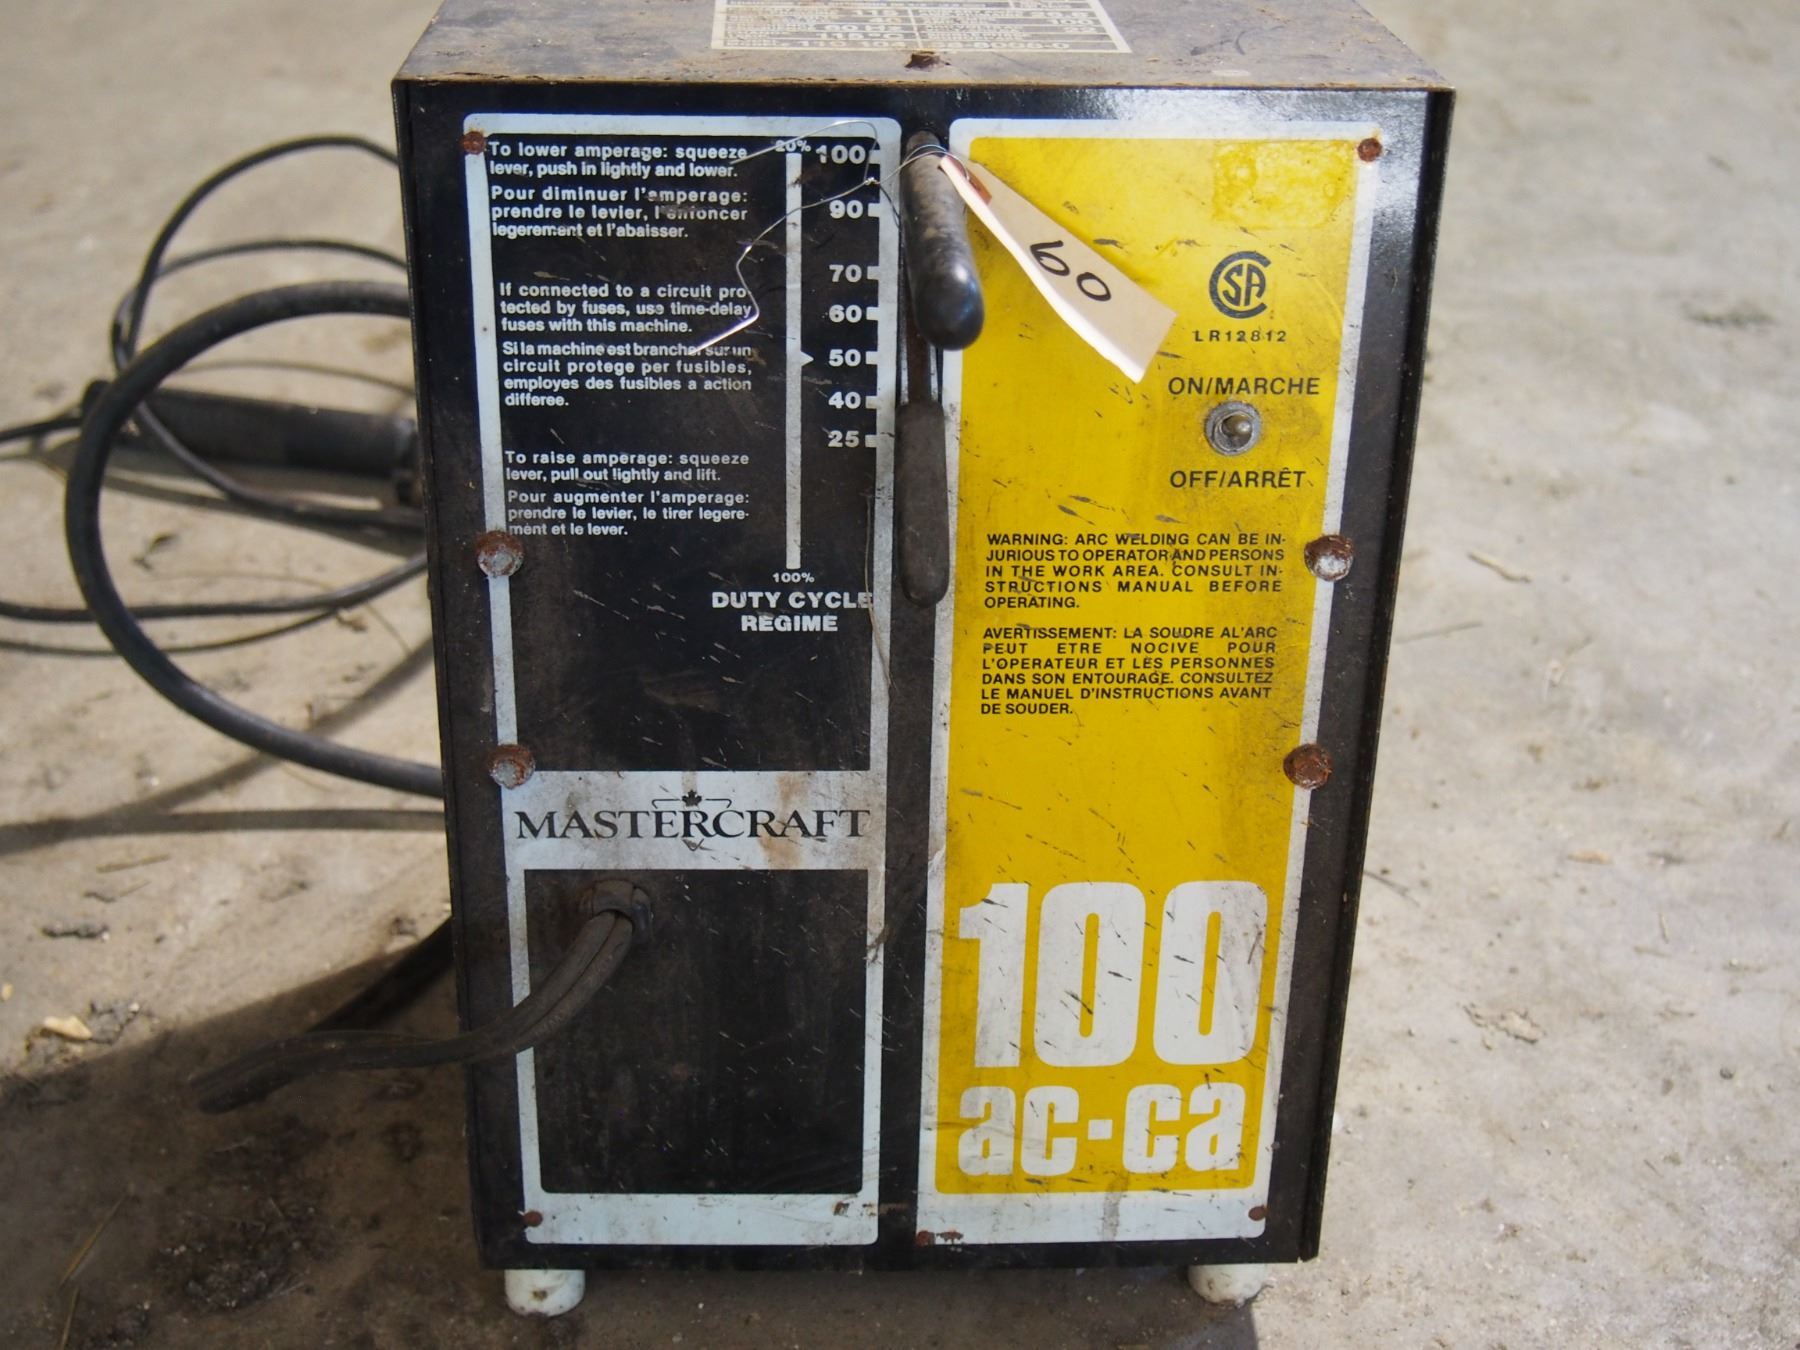 To lower amperage: squeeze
lever, push in lightly and lower.
Pour diminuer l'amperage:
prendre le levier, l'enfoncer
legerement et l'abaisser.
If connected to a circuit pro
tected by fuses, use time-delay
fuses with this machine.
Si la machine est branche sur un
circuit protege per fusibles,
employes des fusibles a action
differee.
To raise amperage: squeeze
lever, pull out lightly and lift.
Pour augmenter l'amperage:
prendre le levier, le tirer legere-
ment et le lever.
20%
100
90
70
60
50
40
25
100%
DUTY CYCLE
REGIME
MASTERCRAFT
60
CSA
LR12812
ON/MARCHE
OFF/ARRÊT
WARNING: ARC WELDING CAN BE IN-
JURIOUS TO OPERATOR AND PERSONS
IN THE WORK AREA. CONSULT IN-
STRUCTIONS MANUAL BEFORE
OPERATING.
AVERTISSEMENT: LA SOUDRE AL'ARC
PEUT ETRE NOCIVE POUR
L'OPERATEUR ET LES PERSONNES
DANS SON ENTOURAGE. CONSULTEZ
LE MANUEL D'INSTRUCTIONS AVANT
DE SOUDER.
100
ac-ca